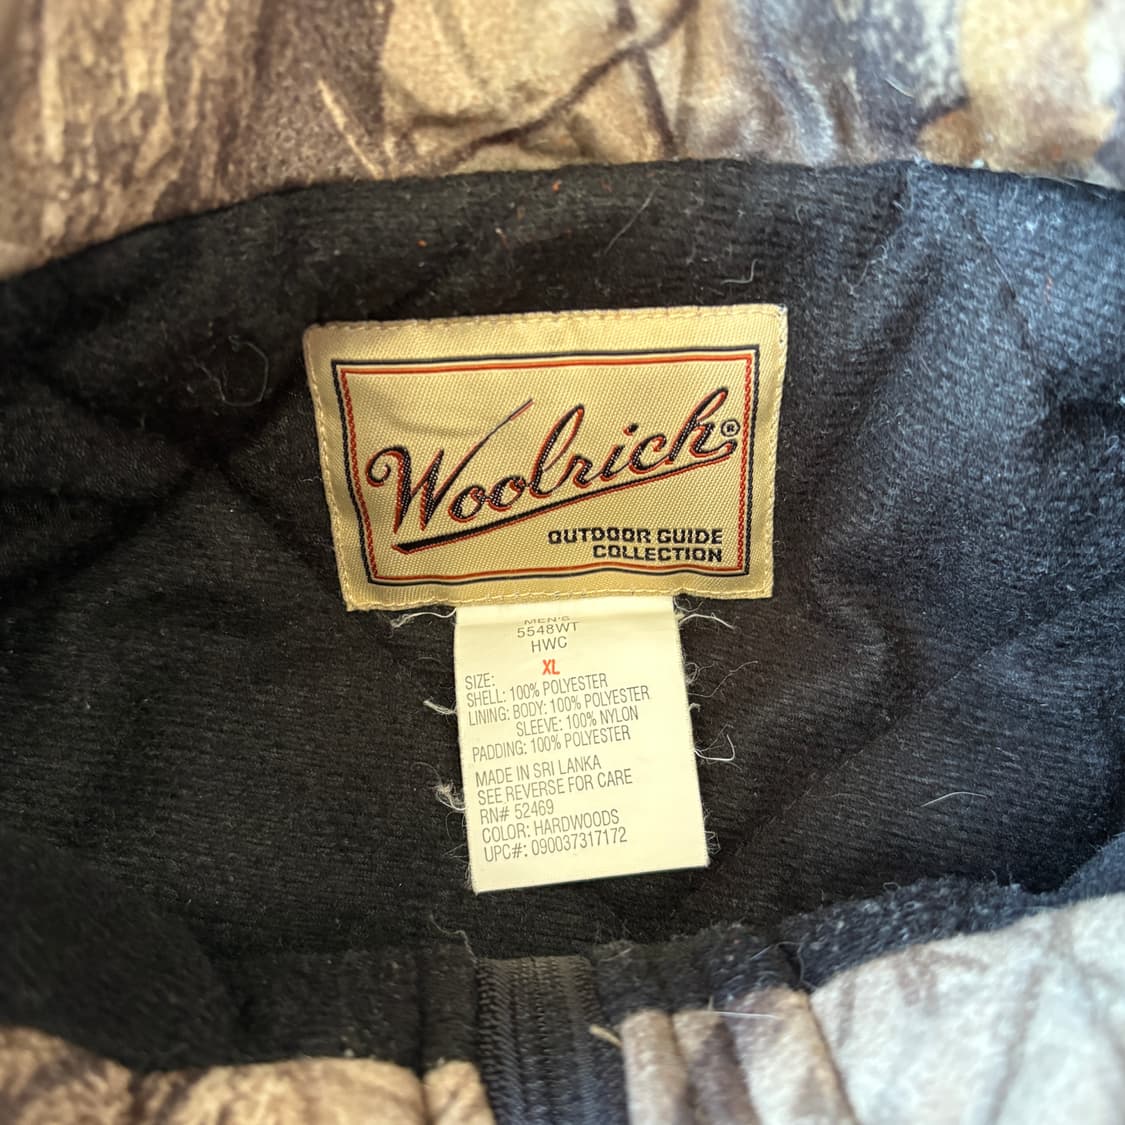 Woolrich®
OUTDOOR GUIDE
COLLECTION
MEN'S
5548WT
HWC
SIZE: XL
SHELL: 100% POLYESTER
LINING: BODY: 100% POLYESTER
SLEEVE: 100% NYLON
PADDING: 100% POLYESTER
MADE IN SRI LANKA
SEE REVERSE FOR CARE
RN# 52469
COLOR: HARDWOODS
UPC#: 090037317172